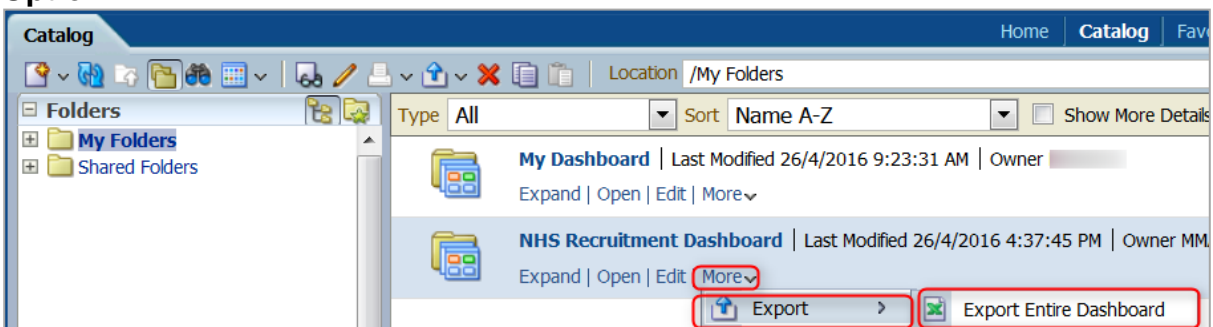 Catalog
Home Catalog
Location /My Folders
Folders
Type All Sort Name A-Z Show More Details
My Folders
Shared Folders
My Dashboard | Last Modified 26/4/2016 9:23:31 AM | Owner
Expand | Open | Edit | More
NHS Recruitment Dashboard | Last Modified 26/4/2016 4:37:45 PM | Owner
Expand | Open | Edit More
Export > Export Entire Dashboard